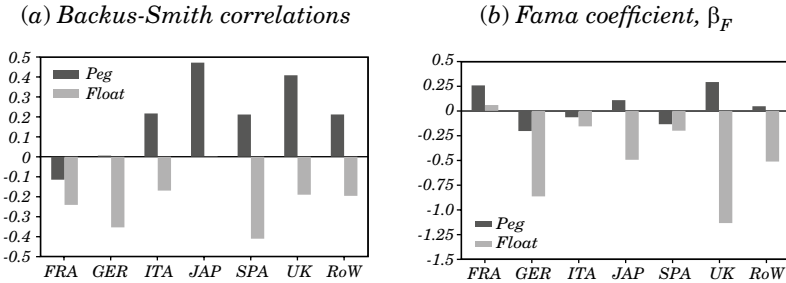 (a) Backus-Smith correlations
0.5
0.4
0.3
0.2
0.1
0
-0.1
-0.2
-0.3
-0.4
-0.5
Peg
Float
FRA GER ITA JAP SPA UK RoW
(b) Fama coefficient, β_F
0.5
0.25
0
-0.25
-0.5
-0.75
-1.0
-1.25
-1.5
Peg
Float
FRA GER ITA JAP SPA UK RoW